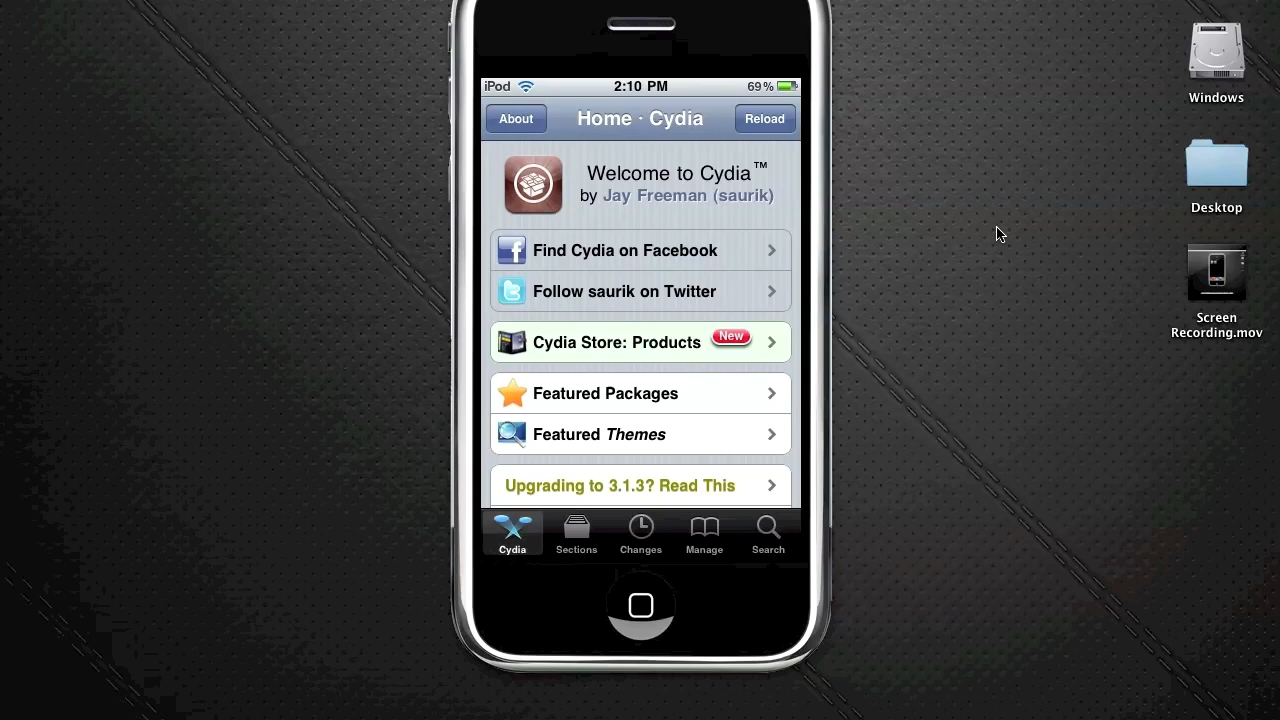 iPod
2:10 PM
69%
About
Home · Cydia
Reload
Welcome to Cydia™
by Jay Freeman (saurik)
Find Cydia on Facebook
Follow saurik on Twitter
Cydia Store: Products
New
Featured Packages
Featured Themes
Upgrading to 3.1.3? Read This
Cydia
Sections
Changes
Manage
Search
Windows
Desktop
Screen
Recording.mov